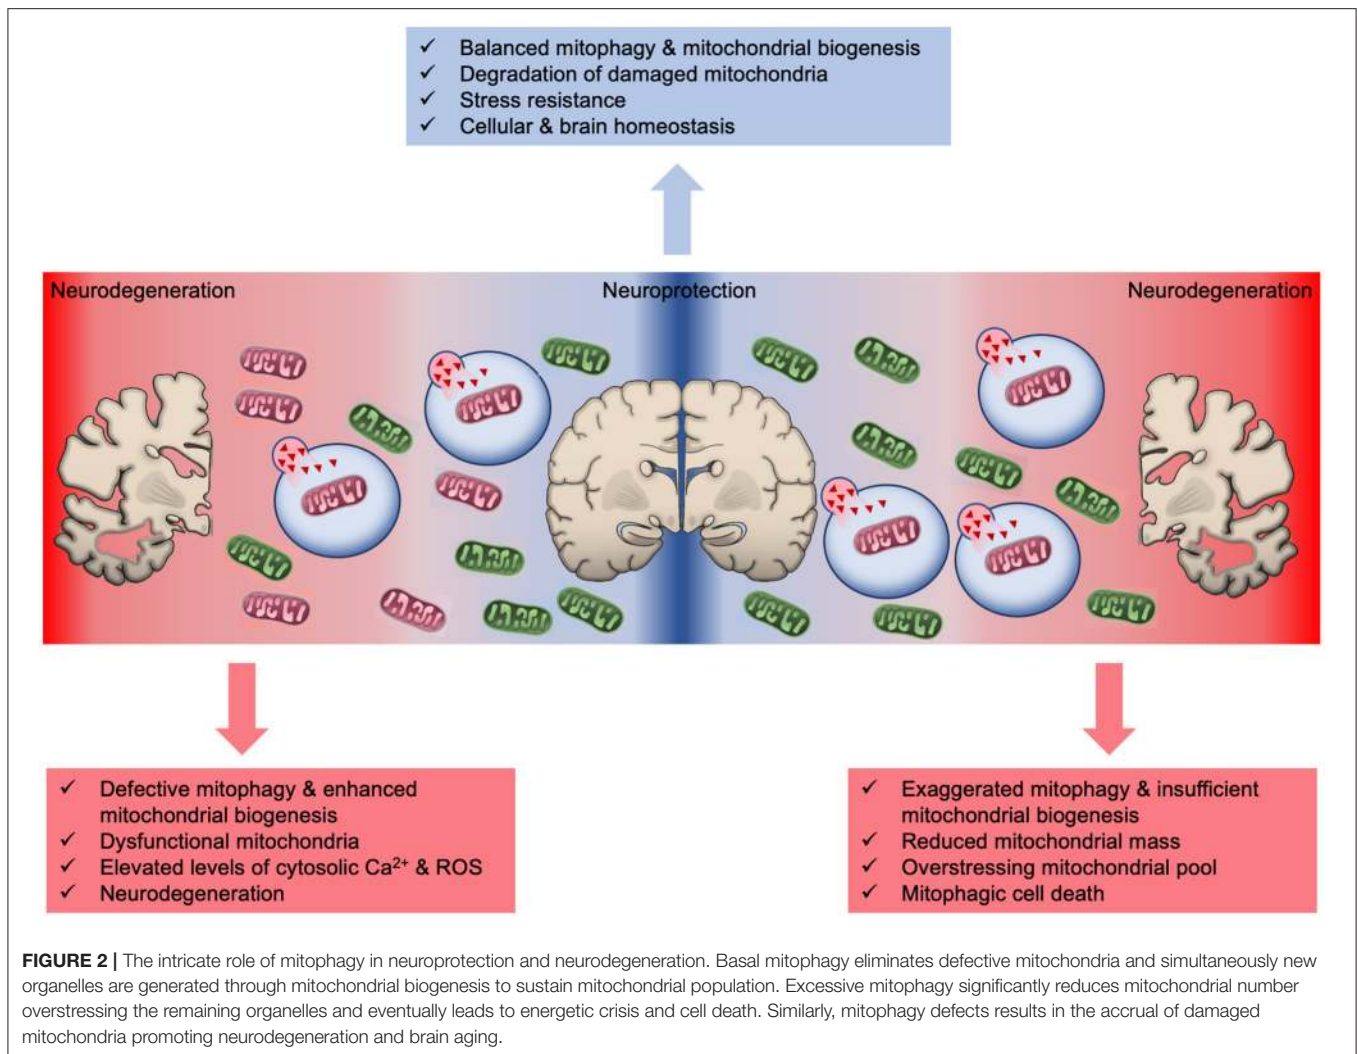 ✓ Balanced mitophagy & mitochondrial biogenesis
✓ Degradation of damaged mitochondria
✓ Stress resistance
✓ Cellular & brain homeostasis
Neurodegeneration
Neuroprotection
Neurodegeneration
✓ Defective mitophagy & enhanced
mitochondrial biogenesis
✓ Dysfunctional mitochondria
✓ Elevated levels of cytosolic Ca²⁺ & ROS
✓ Neurodegeneration
✓ Exaggerated mitophagy & insufficient
mitochondrial biogenesis
✓ Reduced mitochondrial mass
✓ Overstressing mitochondrial pool
✓ Mitophagic cell death
FIGURE 2 | The intricate role of mitophagy in neuroprotection and neurodegeneration. Basal mitophagy eliminates defective mitochondria and simultaneously new
organelles are generated through mitochondrial biogenesis to sustain mitochondrial population. Excessive mitophagy significantly reduces mitochondrial number
overstressing the remaining organelles and eventually leads to energetic crisis and cell death. Similarly, mitophagy defects results in the accrual of damaged
mitochondria promoting neurodegeneration and brain aging.